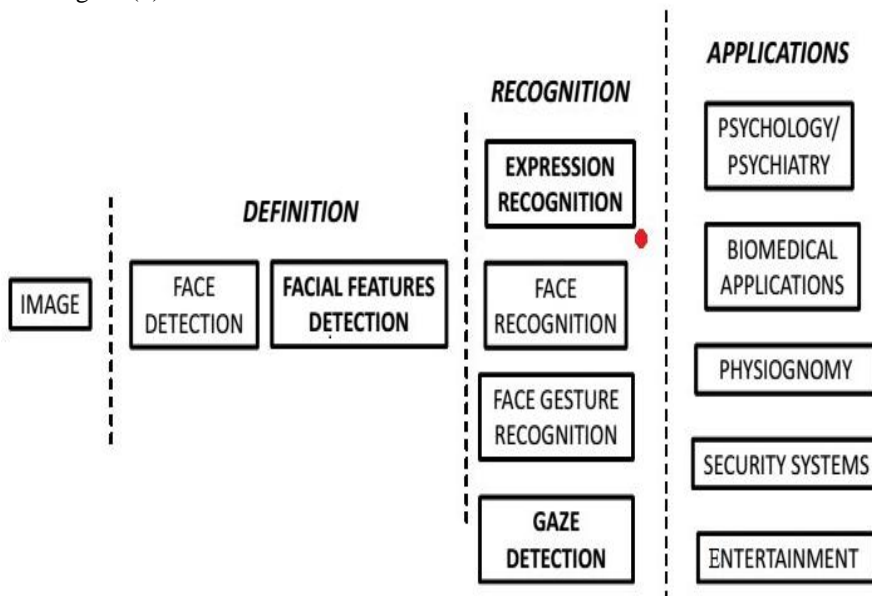 APPLICATIONS
RECOGNITION
PSYCHOLOGY/
PSYCHIATRY
EXPRESSION
RECOGNITION
DEFINITION
BIOMEDICAL
APPLICATIONS
IMAGE
FACE
DETECTION
FACIAL FEATURES
DETECTION
FACE
RECOGNITION
PHYSIOGNOMY
FACE GESTURE
RECOGNITION
SECURITY SYSTEMS
GAZE
DETECTION
ENTERTAINMENT